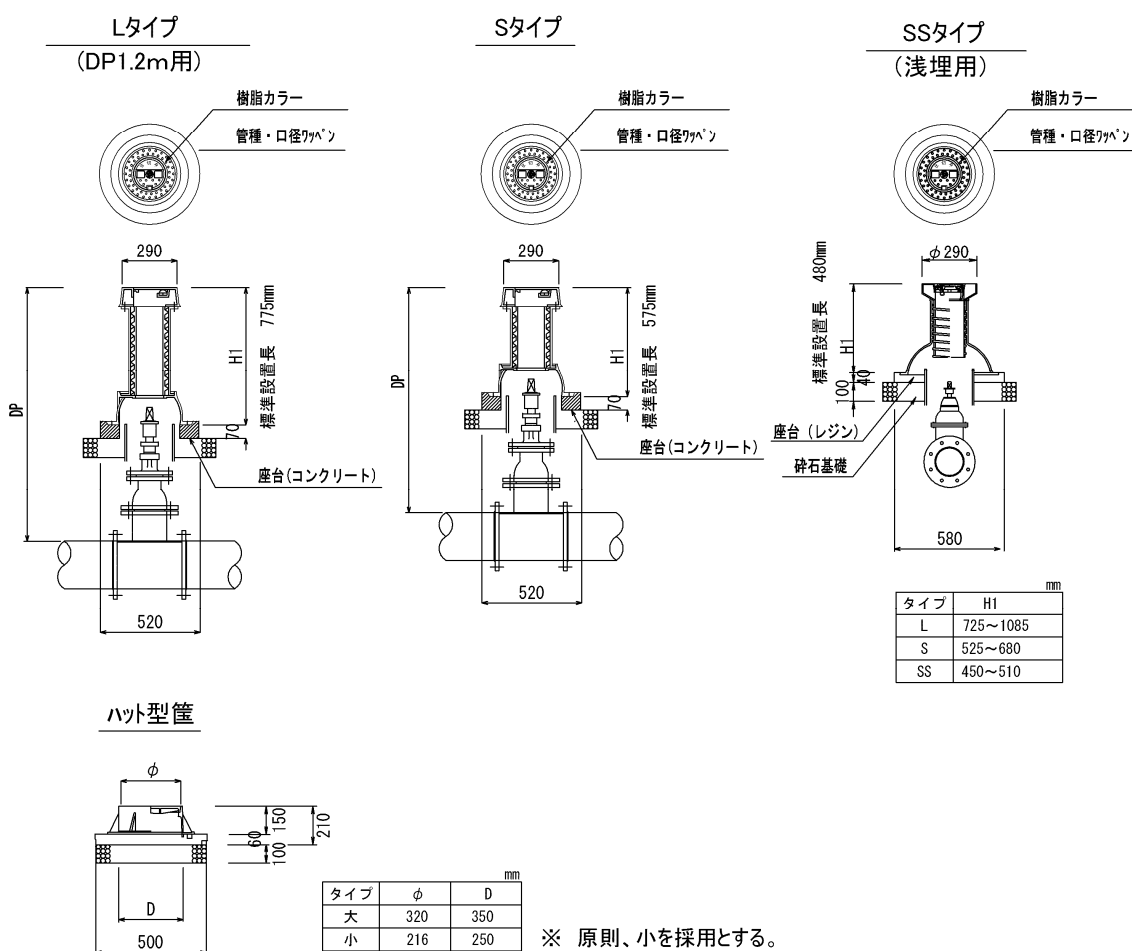 Lタイプ
(DP1.2m用)
樹脂カラー
管種・口径ワッペン
290
DP
H1
標準設置長 775mm
70
座台(コンクリート)
520
Sタイプ
樹脂カラー
管種・口径ワッペン
290
DP
H1
標準設置長 575mm
70
座台(コンクリート)
520
SSタイプ
(浅埋用)
樹脂カラー
管種・口径ワッペン
φ290
標準設置長 480mm
H1
40
100
座台(レジン)
砕石基礎
580
mm
タイプ H1
L 725～1085
S 525～680
SS 450～510
ハット型筐
φ
150
210
60
100
D
500
mm
タイプ φ D
大 320 350
小 216 250
※ 原則、小を採用とする。